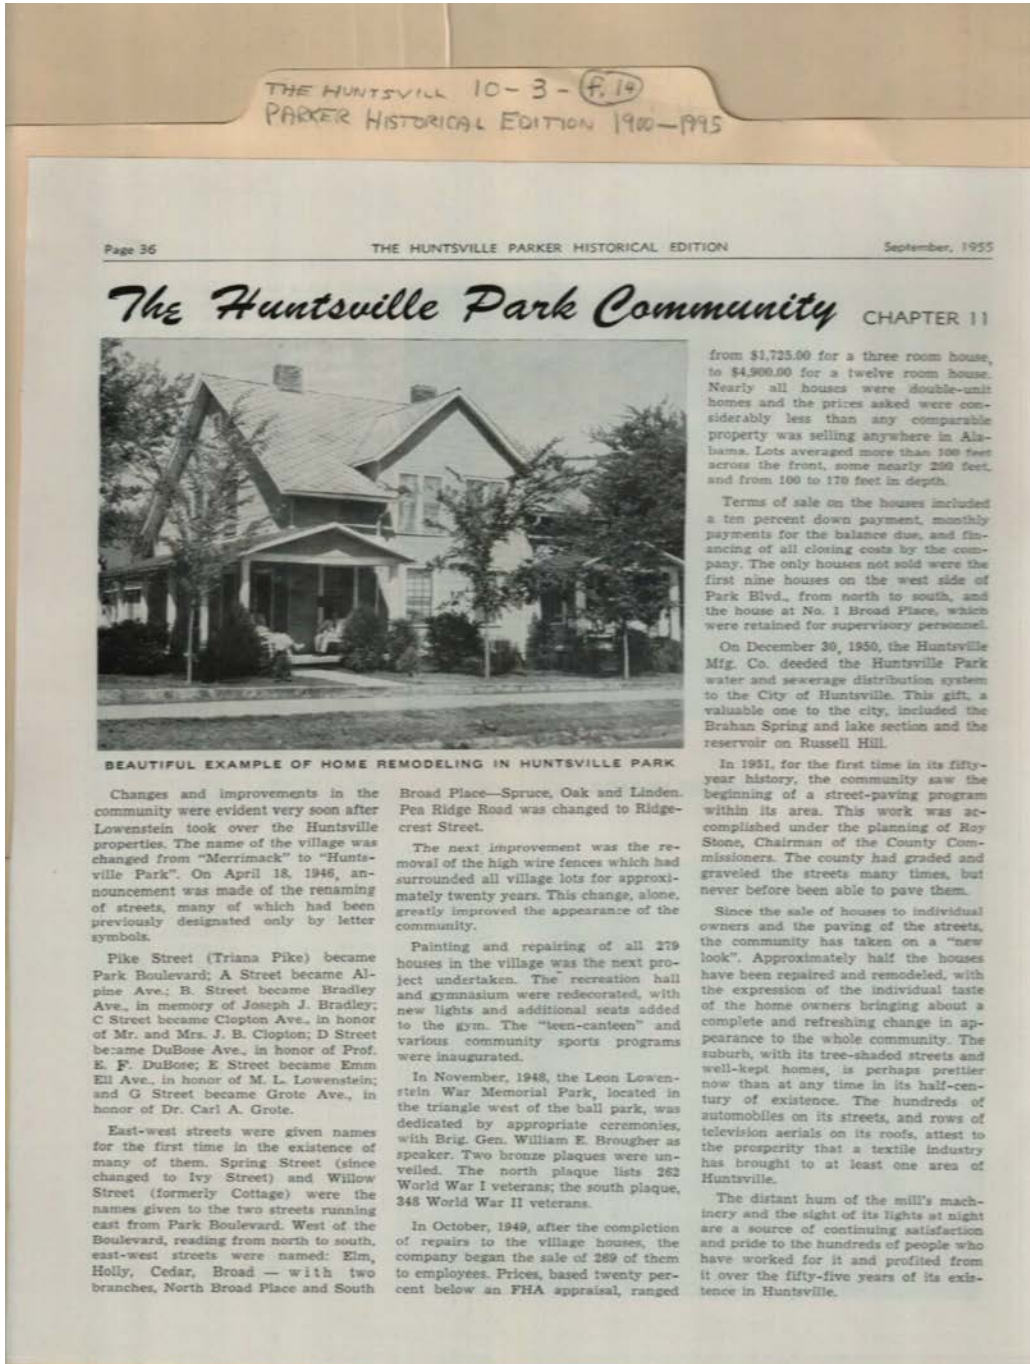 THE HUNTSVILL 10-3-f.14
PARKER HISTORICAL EDITION 1900-1995
Page 36
THE HUNTSVILLE PARKER HISTORICAL EDITION
September, 1955
The Huntsville Park Community
CHAPTER 11
BEAUTIFUL EXAMPLE OF HOME REMODELING IN HUNTSVILLE PARK
Changes and improvements in the
community were evident very soon after
Lowenstein took over the Huntsville
properties. The name of the village was
changed from "Merrimack" to "Hunts-
ville Park". On April 18, 1946, an-
nouncement was made of the renaming
of streets, many of which had been
previously designated only by letter
symbols.
Pike Street (Triana Pike) became
Park Boulevard; A Street became Al-
pine Ave.; B. Street became Bradley
Ave., in memory of Joseph J. Bradley;
C Street became Clopton Ave., in honor
of Mr. and Mrs. J. B. Clopton; D Street
became DuBose Ave., in honor of Prof.
E. F. DuBose; E Street became Emm
Ell Ave., in honor of M. L. Lowenstein;
and G Street became Grote Ave., in
honor of Dr. Carl A. Grote.
East-west streets were given names
for the first time in the existence of
many of them. Spring Street (since
changed to Ivy Street) and Willow
Street (formerly Cottage) were the
names given to the two streets running
east from Park Boulevard. West of the
Boulevard, reading from north to south,
east-west streets were named: Elm,
Holly, Cedar, Broad — with two
branches, North Broad Place and South
Broad Place—Spruce, Oak and Linden.
Pea Ridge Road was changed to Ridge-
crest Street.
The next improvement was the re-
moval of the high wire fences which had
surrounded all village lots for approxi-
mately twenty years. This change, alone,
greatly improved the appearance of the
community.
Painting and repairing of all 279
houses in the village was the next pro-
ject undertaken. The recreation hall
and gymnasium were redecorated, with
new lights and additional seats added
to the gym. The "teen-canteen" and
various community sports programs
were inaugurated.
In November, 1948, the Leon Lowen-
stein War Memorial Park, located in
the triangle west of the ball park, was
dedicated by appropriate ceremonies,
with Brig. Gen. William E. Brougher as
speaker. Two bronze plaques were un-
veiled. The north plaque lists 262
World War I veterans; the south plaque,
348 World War II veterans.
In October, 1949, after the completion
of repairs to the village houses, the
company began the sale of 269 of them
to employees. Prices, based twenty per-
cent below an FHA appraisal, ranged
from $1,725.00 for a three room house,
to $4,900.00 for a twelve room house.
Nearly all houses were double-unit
homes and the prices asked were con-
siderably less than any comparable
property was selling anywhere in Ala-
bama. Lots averaged more than 100 feet
across the front, some nearly 200 feet,
and from 100 to 170 feet in depth.
Terms of sale on the houses included
a ten percent down payment, monthly
payments for the balance due, and fin-
ancing of all closing costs by the com-
pany. The only houses not sold were the
first nine houses on the west side of
Park Blvd., from north to south, and
the house at No. 1 Broad Place, which
were retained for supervisory personnel.
On December 30, 1950, the Huntsville
Mfg. Co. deeded the Huntsville Park
water and sewerage distribution system
to the City of Huntsville. This gift, a
valuable one to the city, included the
Brahan Spring and lake section and the
reservoir on Russell Hill.
In 1951, for the first time in its fifty-
year history, the community saw the
beginning of a street-paving program
within its area. This work was ac-
complished under the planning of Roy
Stone, Chairman of the County Com-
missioners. The county had graded and
graveled the streets many times, but
never before been able to pave them.
Since the sale of houses to individual
owners and the paving of the streets,
the community has taken on a "new
look". Approximately half the houses
have been repaired and remodeled, with
the expression of the individual taste
of the home owners bringing about a
complete and refreshing change in ap-
pearance to the whole community. The
suburb, with its tree-shaded streets and
well-kept homes, is perhaps prettier
now than at any time in its half-cen-
tury of existence. The hundreds of
automobiles on its streets, and rows of
television aerials on its roofs, attest to
the prosperity that a textile industry
has brought to at least one area of
Huntsville.
The distant hum of the mill's mach-
inery and the sight of its lights at night
are a source of continuing satisfaction
and pride to the hundreds of people who
have worked for it and profited from
it over the fifty-five years of its exis-
tence in Huntsville.